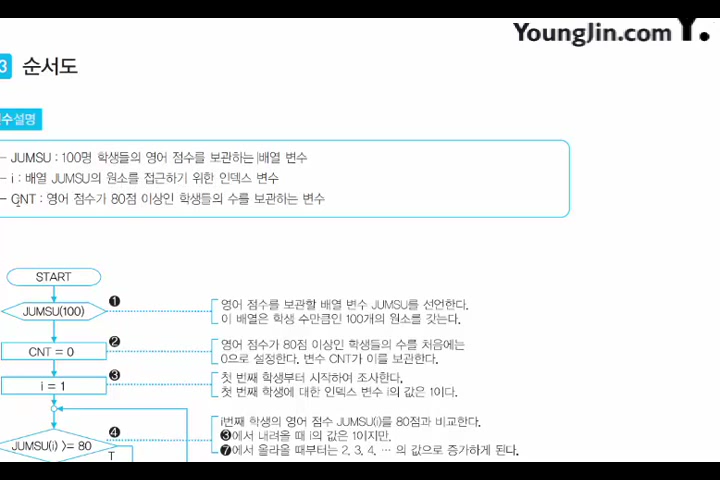 YoungJin.com Y.
3 순서도
수설명
- JUMSU : 100명 학생들의 영어 점수를 보관하는 배열 변수
- i : 배열 JUMSU의 원소를 접근하기 위한 인덱스 변수
- CNT : 영어 점수가 80점 이상인 학생들의 수를 보관하는 변수
START
JUMSU(100)
❶
영어 점수를 보관할 배열 변수 JUMSU를 선언한다.
이 배열은 학생 수만큼인 100개의 원소를 갖는다.
CNT = 0
❷
영어 점수가 80점 이상인 학생들의 수를 처음에는
0으로 설정한다. 변수 CNT가 이를 보관한다.
i = 1
❸
첫 번째 학생부터 시작하여 조사한다.
첫 번째 학생에 대한 인덱스 변수 i의 값은 1이다.
JUMSU(i) >= 80
❹
T
i번째 학생의 영어 점수 JUMSU(i)를 80점과 비교한다.
❸에서 내려올 때 i의 값은 1이지만,
❼에서 올라올 때부터는 2, 3, 4, … 의 값으로 증가하게 된다.